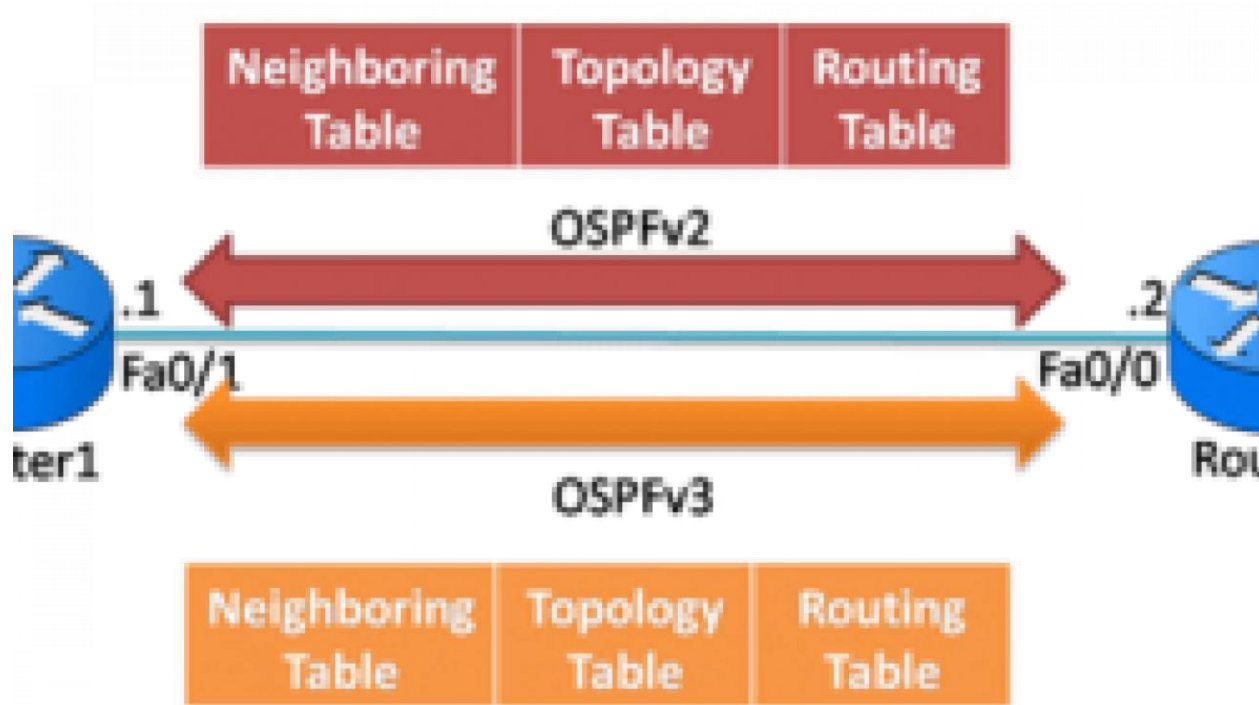 Neighboring Table
Topology Table
Routing Table
OSPFv2
.1
.2
Fa0/1
Fa0/0
ter1
Rou
OSPFv3
Neighboring Table
Topology Table
Routing Table